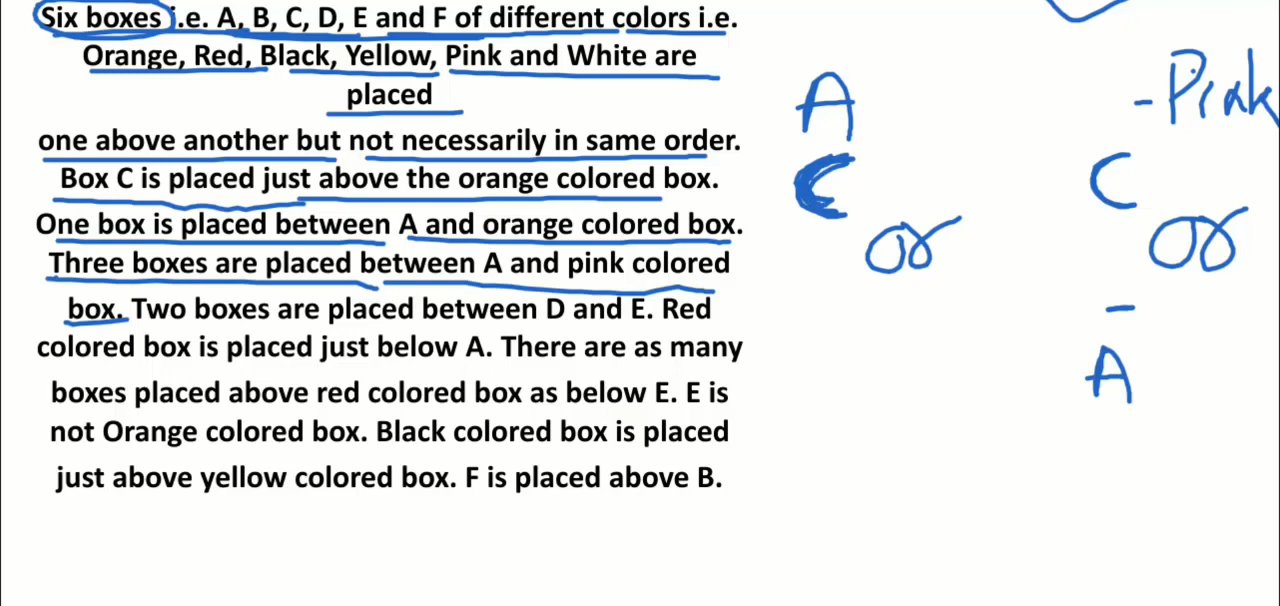 Six boxes i.e. A, B, C, D, E and F of different colors i.e.
Orange, Red, Black, Yellow, Pink and White are
placed
one above another but not necessarily in same order.
Box C is placed just above the orange colored box.
One box is placed between A and orange colored box.
Three boxes are placed between A and pink colored
box. Two boxes are placed between D and E. Red
colored box is placed just below A. There are as many
boxes placed above red colored box as below E. E is
not Orange colored box. Black colored box is placed
just above yellow colored box. F is placed above B.
A
C
or
- Pink
C
or
-
A